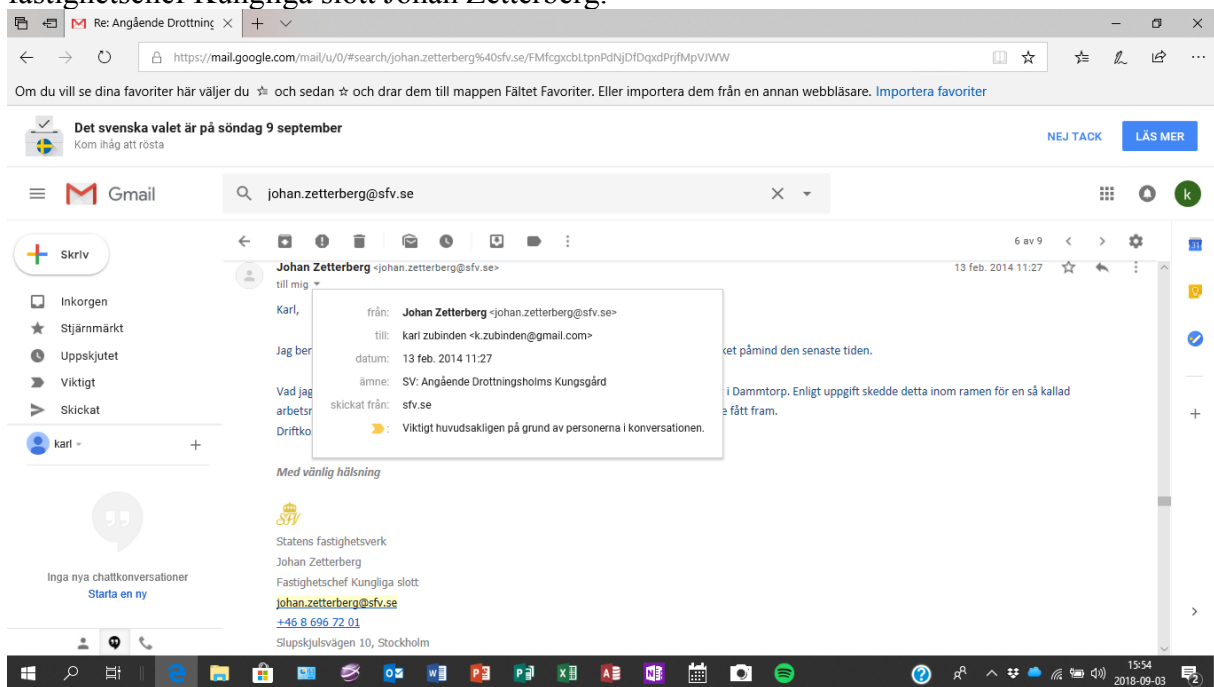 fastighetschef Kungliga slott Johan Zetterberg.
Re: Angående Drottning
https://mail.google.com/mail/u/0/#search/johan.zetterberg%40sfv.se/FMfcgxcbLtpnPdNjDfDqxdPrjfMpVJWW
Om du vill se dina favoriter här väljer du och sedan och drar dem till mappen Fältet Favoriter. Eller importera dem från en annan webbläsare. Importera favoriter
Det svenska valet är på söndag 9 september
Kom ihåg att rösta
NEJ TACK
LÄS MER
Gmail
johan.zetterberg@sfv.se
k
Skriv
6 av 9
31
Johan Zetterberg <johan.zetterberg@sfv.se>
13 feb. 2014 11:27
till mig
Inkorgen
Stjärnmärkt
Uppskjutet
Viktigt
Skickat
karl
Karl,
från: Johan Zetterberg <johan.zetterberg@sfv.se>
till: karl zubinden <k.zubinden@gmail.com>
Jag ber
ket påmind den senaste tiden.
datum: 13 feb. 2014 11:27
ämne: SV: Angående Drottningsholms Kungsgård
Vad jag
i Dammtorp. Enligt uppgift skedde detta inom ramen för en så kallad
skickat från: sfv.se
arbetsr
e fått fram.
Driftko
Viktigt huvudsakligen på grund av personerna i konversationen.
Med vänlig hälsning
SFV
Statens fastighetsverk
Johan Zetterberg
Fastighetschef Kungliga slott
johan.zetterberg@sfv.se
+46 8 696 72 01
Slupskjulsvägen 10, Stockholm
Inga nya chattkonversationer
Starta en ny
15:54
2018-09-03
2